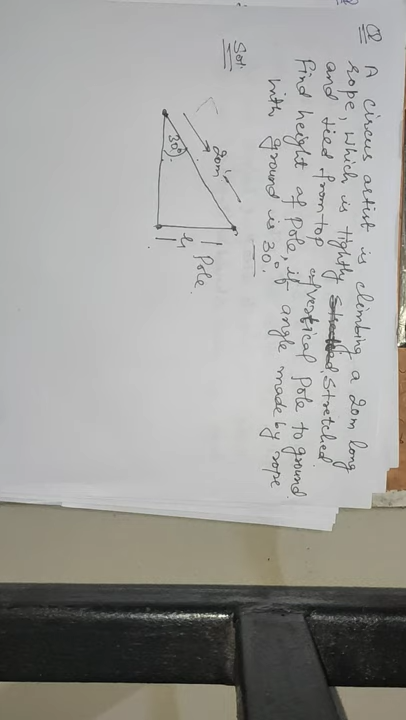 Q A circus artist is climbing a 20m long
rope, which is tightly stretched
and tied from top of vertical Pole to ground.
Find height of Pole, if angle made by rope
with ground is 30°.
Sol.
20m
30°
h
Pole.